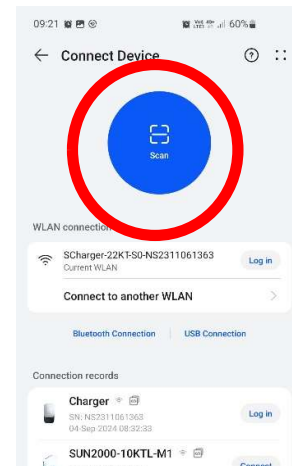 09:21 60%
Connect Device
Scan
WLAN connection
SCharger-22KT-S0-NS2311061363
Current WLAN
Log in
Connect to another WLAN
Bluetooth Connection USB Connection
Connection records
Charger
SN: NS2311061363
04-Sep 2024 08:32:33
Log in
SUN2000-10KTL-M1
Connect